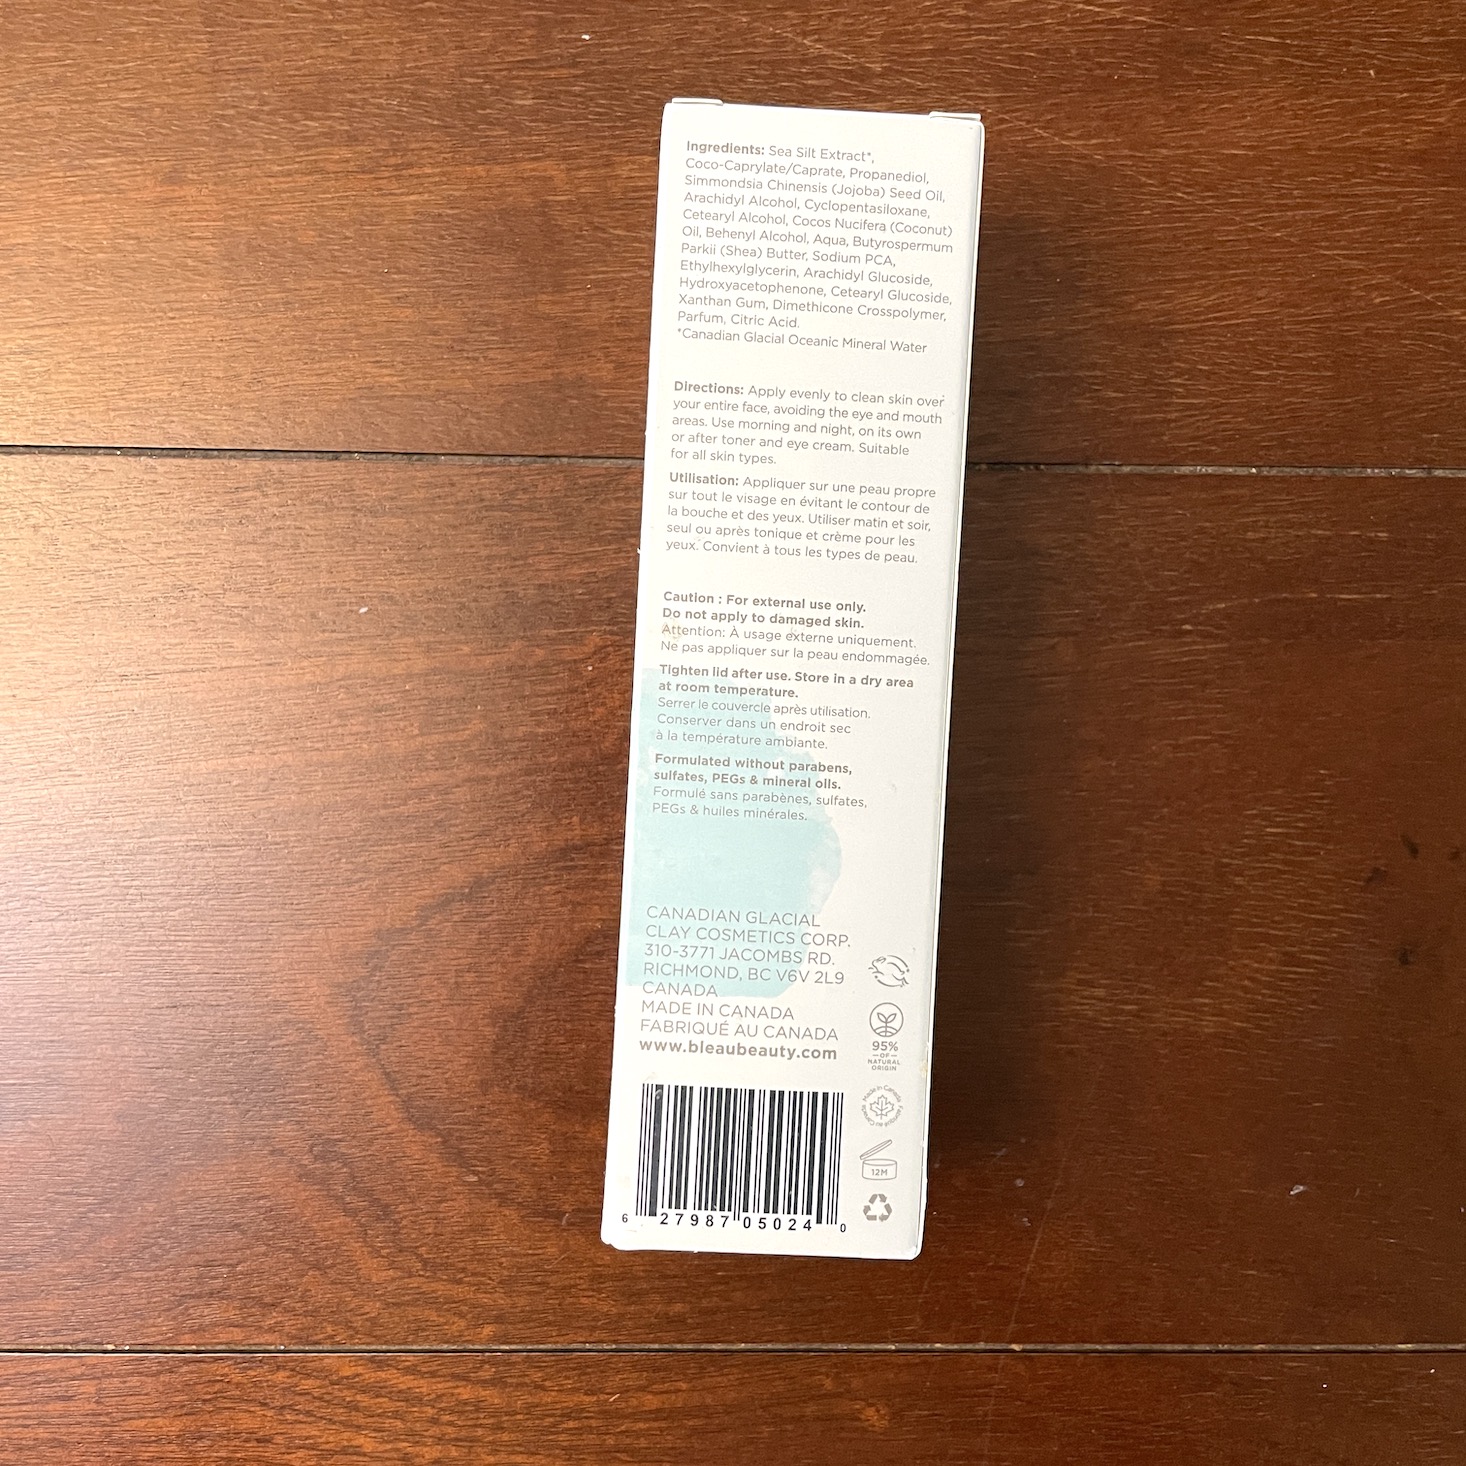 Ingredients: Sea Silt Extract*,
Coco-Caprylate/Caprate, Propanediol,
Simmondsia Chinensis (Jojoba) Seed Oil,
Arachidyl Alcohol, Cyclopentasiloxane,
Cetearyl Alcohol, Cocos Nucifera (Coconut)
Oil, Behenyl Alcohol, Aqua, Butyrospermum
Parkii (Shea) Butter, Sodium PCA,
Ethylhexylglycerin, Arachidyl Glucoside,
Hydroxyacetophenone, Cetearyl Glucoside,
Xanthan Gum, Dimethicone Crosspolymer,
Parfum, Citric Acid.
*Canadian Glacial Oceanic Mineral Water
Directions: Apply evenly to clean skin over
your entire face, avoiding the eye and mouth
areas. Use morning and night, on its own
or after toner and eye cream. Suitable
for all skin types.
Utilisation: Appliquer sur une peau propre
sur tout le visage en évitant le contour de
la bouche et des yeux. Utiliser matin et soir,
seul ou après tonique et crème pour les
yeux. Convient à tous les types de peau.
Caution : For external use only.
Do not apply to damaged skin.
Attention: À usage externe uniquement.
Ne pas appliquer sur la peau endommagée.
Tighten lid after use. Store in a dry area
at room temperature.
Serrer le couvercle après utilisation.
Conserver dans un endroit sec
à la température ambiante.
Formulated without parabens,
sulfates, PEGs & mineral oils.
Formulé sans parabènes, sulfates,
PEGs & huiles minérales.
CANADIAN GLACIAL
CLAY COSMETICS CORP.
310-3771 JACOMBS RD.
RICHMOND, BC V6V 2L9
CANADA
MADE IN CANADA
FABRIQUÉ AU CANADA
www.bleaubeauty.com
95%
OF
NATURAL
ORIGIN
Made in Canada
Fabriqué au Canada
12M
6 27987 05024 0